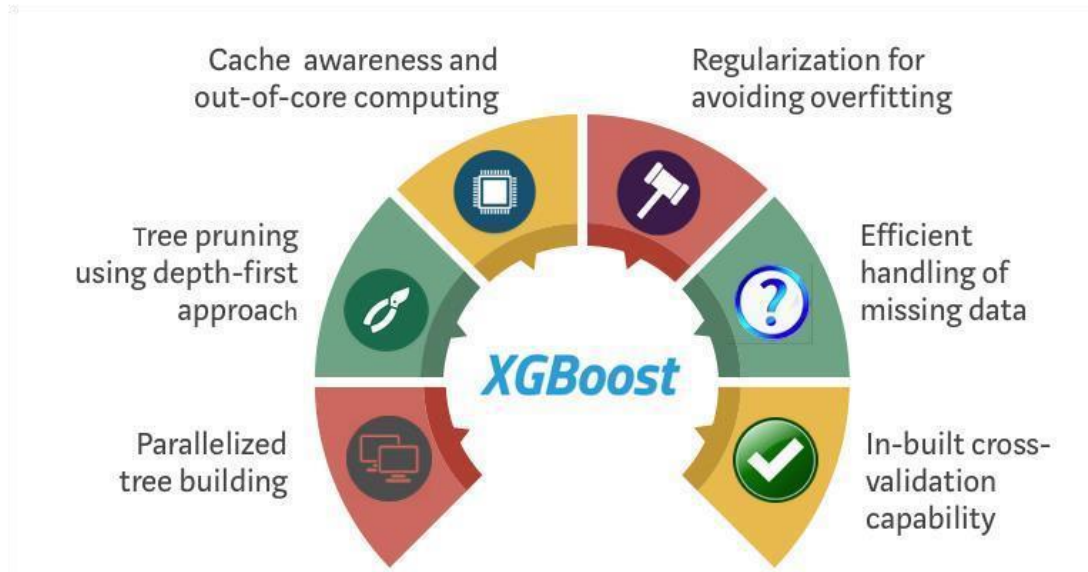 Cache awareness and
out-of-core computing
Regularization for
avoiding overfitting
Tree pruning
using depth-first
approach
Efficient
handling of
missing data
XGBoost
Parallelized
tree building
In-built cross-
validation
capability